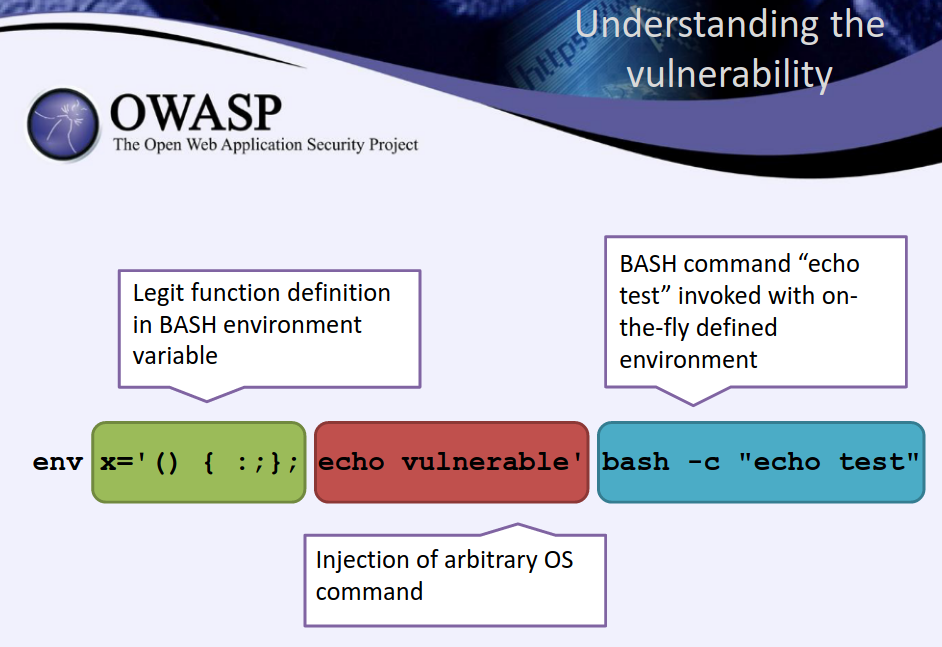 Understanding the
vulnerability
https
OWASP
The Open Web Application Security Project
Legit function definition
in BASH environment
variable
BASH command “echo
test” invoked with on-
the-fly defined
environment
env x='() { :;}; echo vulnerable' bash -c "echo test"
Injection of arbitrary OS
command